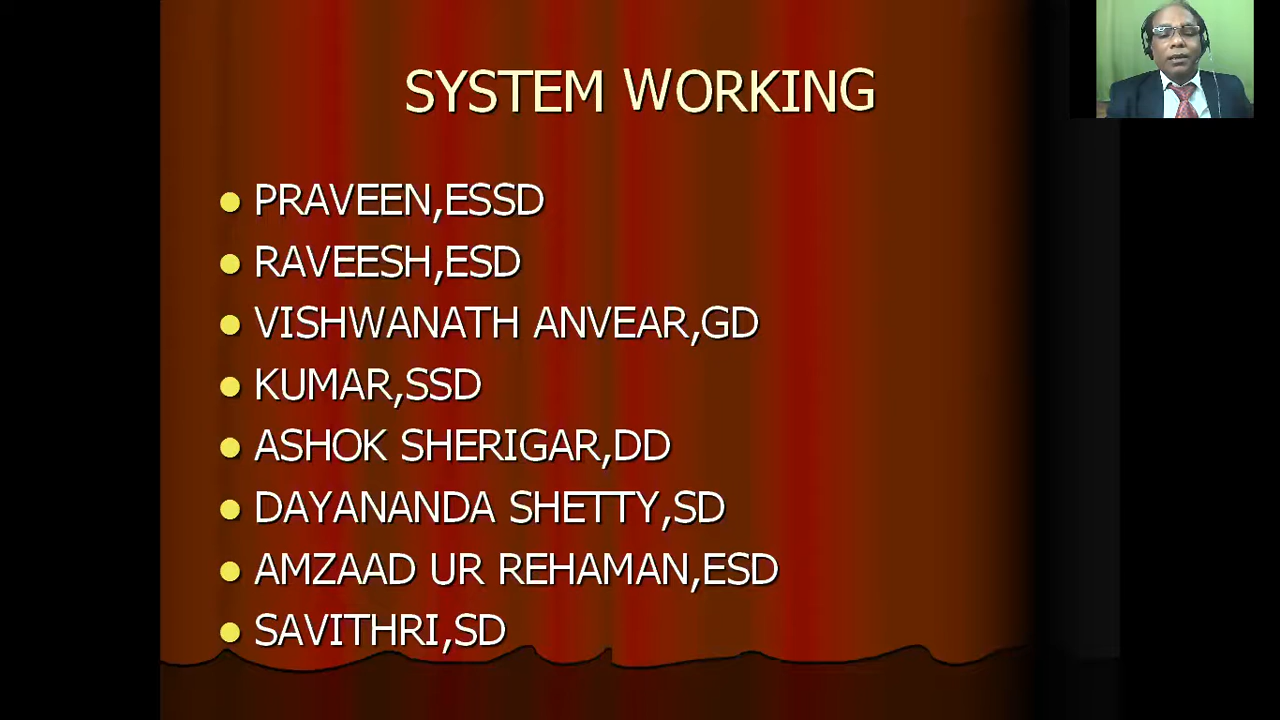 SYSTEM WORKING
PRAVEEN,ESSD
RAVEESH,ESD
VISHWANATH ANVEAR,GD
KUMAR,SSD
ASHOK SHERIGAR,DD
DAYANANDA SHETTY,SD
AMZAAD UR REHAMAN,ESD
SAVITHRI,SD